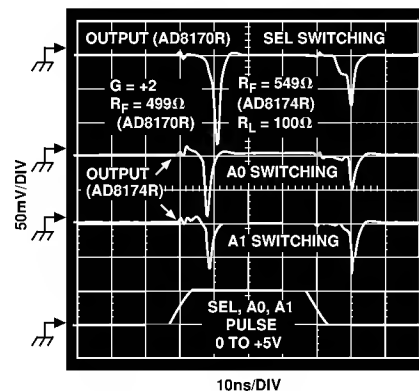 OUTPUT (AD8170R) SEL SWITCHING
G = +2
R_F = 499Ω
(AD8170R)
R_F = 549Ω
(AD8174R)
R_L = 100Ω
OUTPUT
(AD8174R)
A0 SWITCHING
A1 SWITCHING
SEL, A0, A1
PULSE
0 TO +5V
50mV/DIV
10ns/DIV